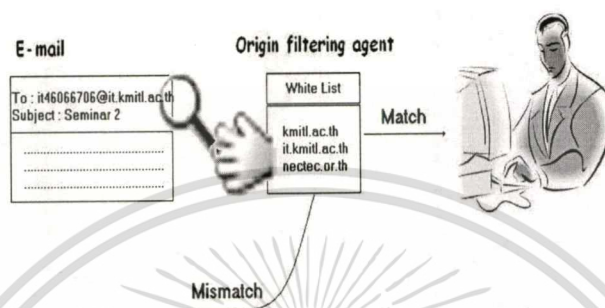 E-mail
Origin filtering agent
To : it46066706@it.kmitl.ac.th
Subject : Seminar 2
White List
kmitl.ac.th
it.kmitl.ac.th
nectec.or.th
Match
Mismatch